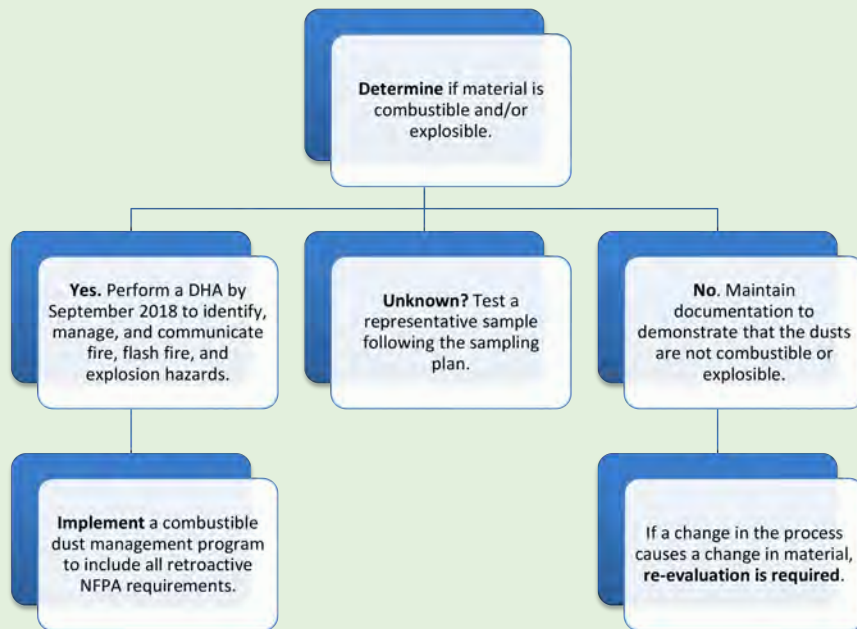 Determine if material is
combustible and/or
explosible.
Yes. Perform a DHA by
September 2018 to identify,
manage, and communicate
fire, flash fire, and
explosion hazards.
Unknown? Test a
representative sample
following the sampling
plan.
No. Maintain
documentation to
demonstrate that the dusts
are not combustible or
explosible.
Implement a combustible
dust management program
to include all retroactive
NFPA requirements.
If a change in the process
causes a change in material,
re-evaluation is required.